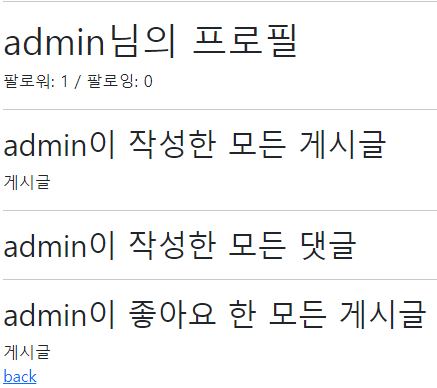 admin님의 프로필
팔로워: 1 / 팔로잉: 0
admin이 작성한 모든 게시글
게시글
admin이 작성한 모든 댓글
admin이 좋아요 한 모든 게시글
게시글
back